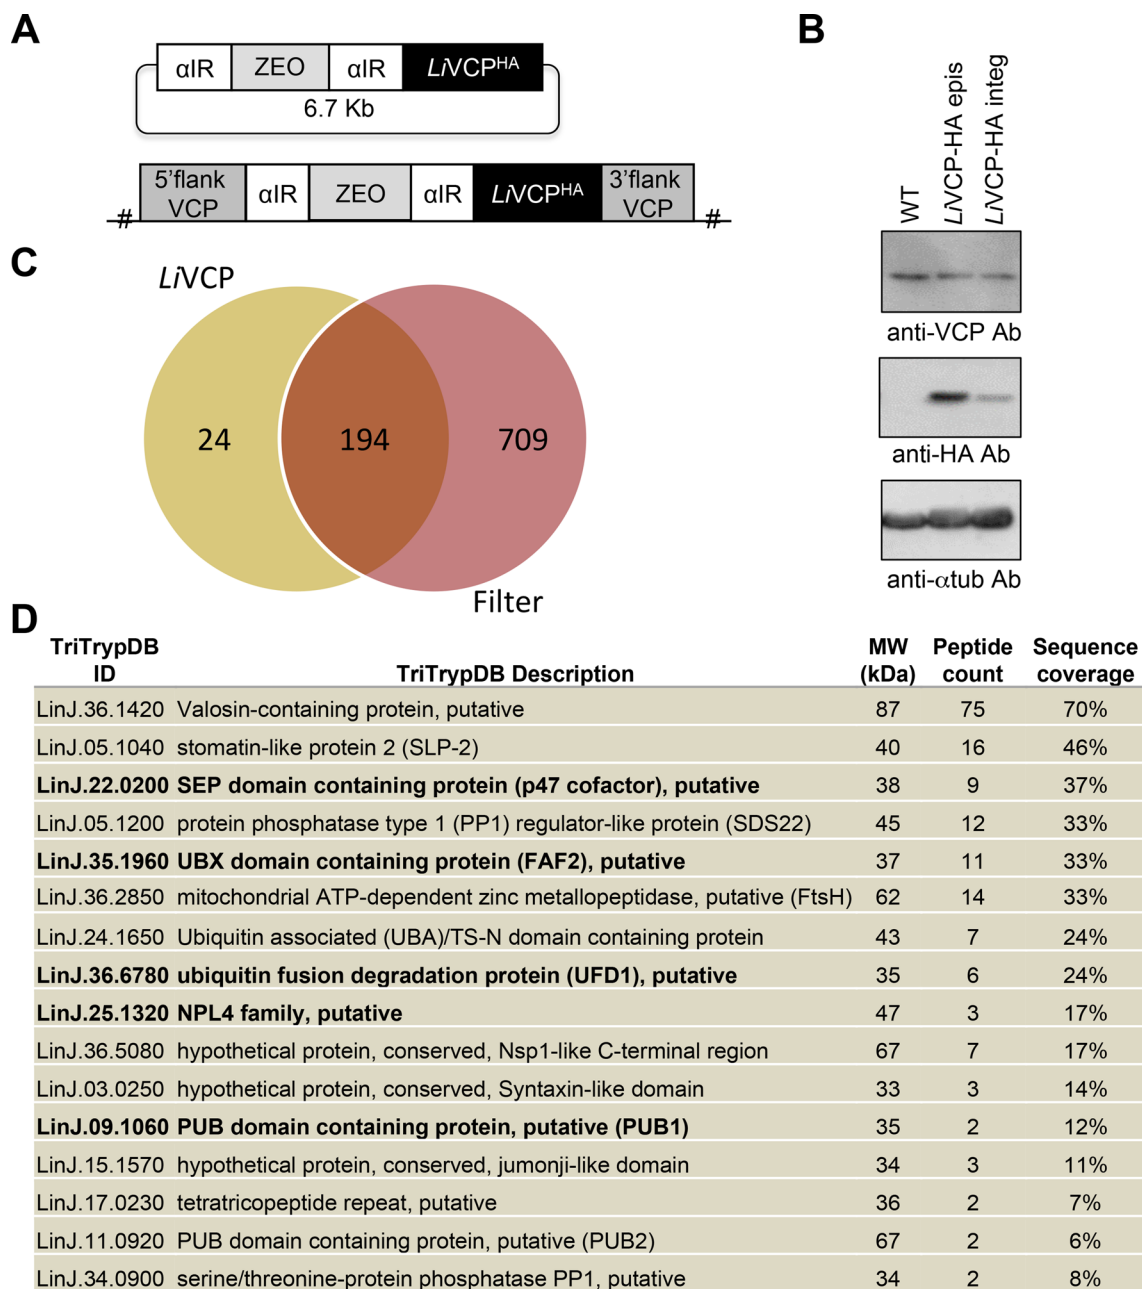 A
αIR ZEO αIR LiVCPHA
6.7 Kb
5'flank VCP αIR ZEO αIR LiVCPHA 3'flank VCP
# #
B
WT
LiVCP-HA epis
LiVCP-HA integ
anti-VCP Ab
anti-HA Ab
anti-αtub Ab
C
LiVCP
24 194 709
Filter
D
TriTrypDB ID TriTrypDB Description MW (kDa) Peptide count Sequence coverage
LinJ.36.1420 Valosin-containing protein, putative 87 75 70%
LinJ.05.1040 stomatin-like protein 2 (SLP-2) 40 16 46%
LinJ.22.0200 SEP domain containing protein (p47 cofactor), putative 38 9 37%
LinJ.05.1200 protein phosphatase type 1 (PP1) regulator-like protein (SDS22) 45 12 33%
LinJ.35.1960 UBX domain containing protein (FAF2), putative 37 11 33%
LinJ.36.2850 mitochondrial ATP-dependent zinc metallopeptidase, putative (FtsH) 62 14 33%
LinJ.24.1650 Ubiquitin associated (UBA)/TS-N domain containing protein 43 7 24%
LinJ.36.6780 ubiquitin fusion degradation protein (UFD1), putative 35 6 24%
LinJ.25.1320 NPL4 family, putative 47 3 17%
LinJ.36.5080 hypothetical protein, conserved, Nsp1-like C-terminal region 67 7 17%
LinJ.03.0250 hypothetical protein, conserved, Syntaxin-like domain 33 3 14%
LinJ.09.1060 PUB domain containing protein, putative (PUB1) 35 2 12%
LinJ.15.1570 hypothetical protein, conserved, jumonji-like domain 34 3 11%
LinJ.17.0230 tetratricopeptide repeat, putative 36 2 7%
LinJ.11.0920 PUB domain containing protein, putative (PUB2) 67 2 6%
LinJ.34.0900 serine/threonine-protein phosphatase PP1, putative 34 2 8%